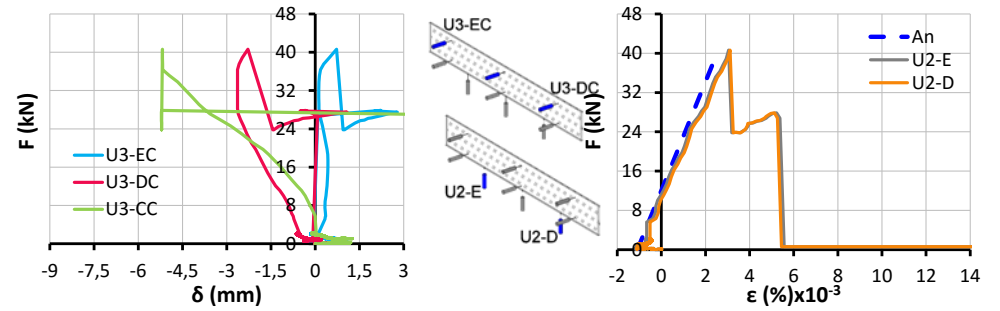 F (kN)
48
40
32
24
16
8
0
U3-EC
U3-DC
U3-CC
-9
-7,5
-6
-4,5
-3
-1,5
0
1,5
3
δ (mm)
U3-EC
U3-DC
U2-E
U2-D
F (kN)
48
40
32
24
16
8
0
An
U2-E
U2-D
-2
0
2
4
6
8
10
12
14
ε (%)x10-3